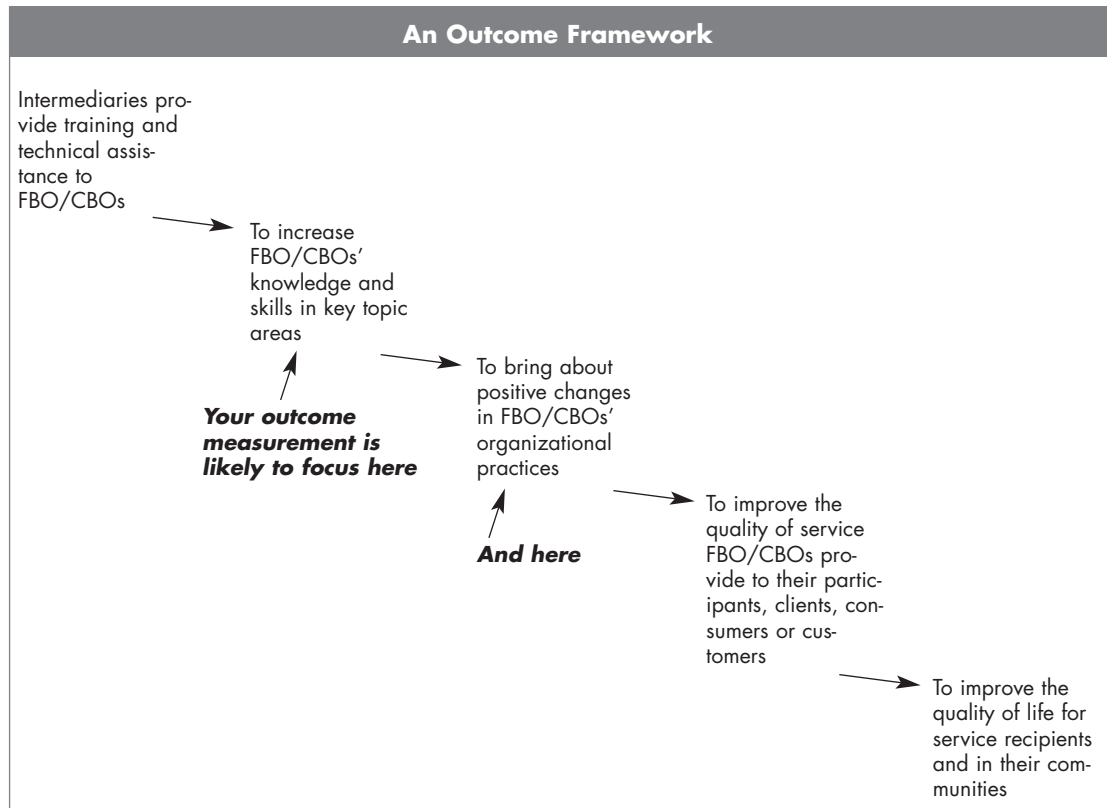 An Outcome Framework
Intermediaries pro-
vide training and
technical assis-
tance to
FBO/CBOs
To increase
FBO/CBOs’
knowledge and
skills in key topic
areas
Your outcome
measurement is
likely to focus here
To bring about
positive changes
in FBO/CBOs’
organizational
practices
And here
To improve the
quality of service
FBO/CBOs pro-
vide to their partic-
ipants, clients, con-
sumers or cus-
tomers
To improve the
quality of life for
service recipients
and in their com-
munities